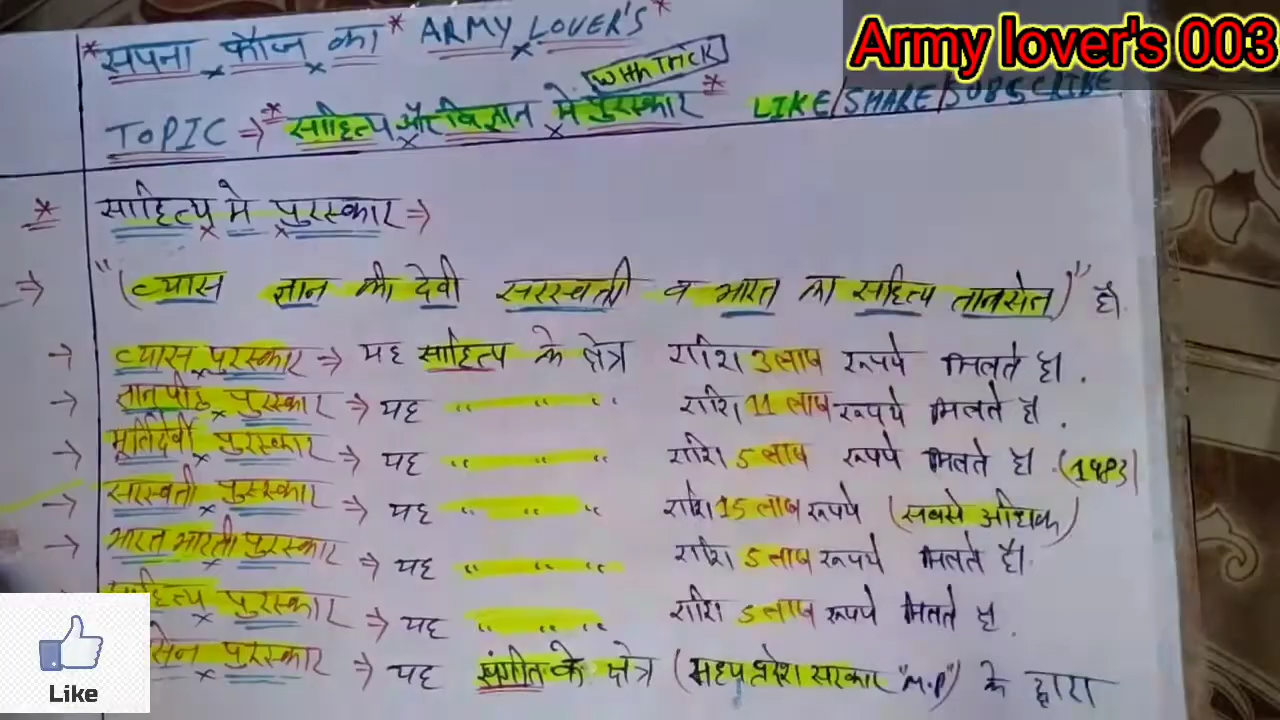 Army lover's 003
* सपना फौज का * ARMY LOVER'S *
With Trick
TOPIC ⇒ * साहित्य और विज्ञान मे पुरस्कार * LIKE/SHARE/SUBSCRIBE
* साहित्य मे पुरस्कार ⇒
⇒ "(व्यास ज्ञान की देवी सरस्वती व भारत का साहित्य तानसेन)" है।
→ व्यास पुरस्कार ⇒ यह साहित्य के क्षेत्र राशि 3 लाख रूपये मिलते है।
→ ज्ञानपीठ पुरस्कार ⇒ यह " " " राशि 11 लाख रूपये मिलते है।
→ मूर्तिदेवी पुरस्कार ⇒ यह " " " राशि 5 लाख रूपये मिलते है। (1983)
→ सरस्वती पुरुस्कार ⇒ यह " " " राशि 15 लाख रूपये (सबसे अधिक)
→ भारत भारती पुरस्कार ⇒ यह " " " राशि 5 लाख रूपये मिलते है।
साहित्य पुरस्कार ⇒ यह " " " राशि 5 लाख रूपये मिलते है।
सेन पुरस्कार ⇒ यह संगीत के क्षेत्र (मध्यप्रदेश सरकार "M.P") के द्वारा
Like